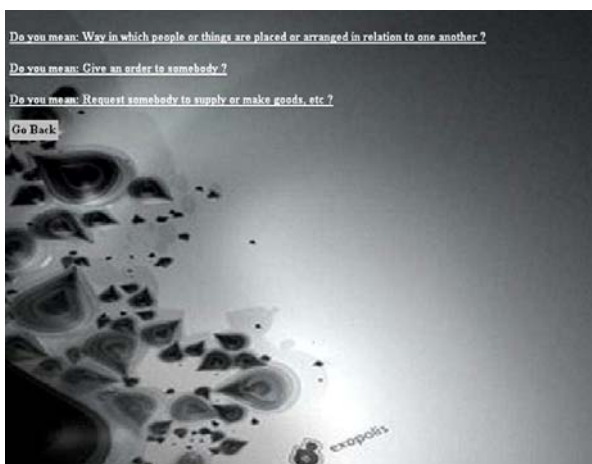 Do you mean: Way in which people or things are placed or arranged in relation to one another ?
Do you mean: Give an order to somebody ?
Do you mean: Request somebody to supply or make goods, etc ?
Go Back
exopolis